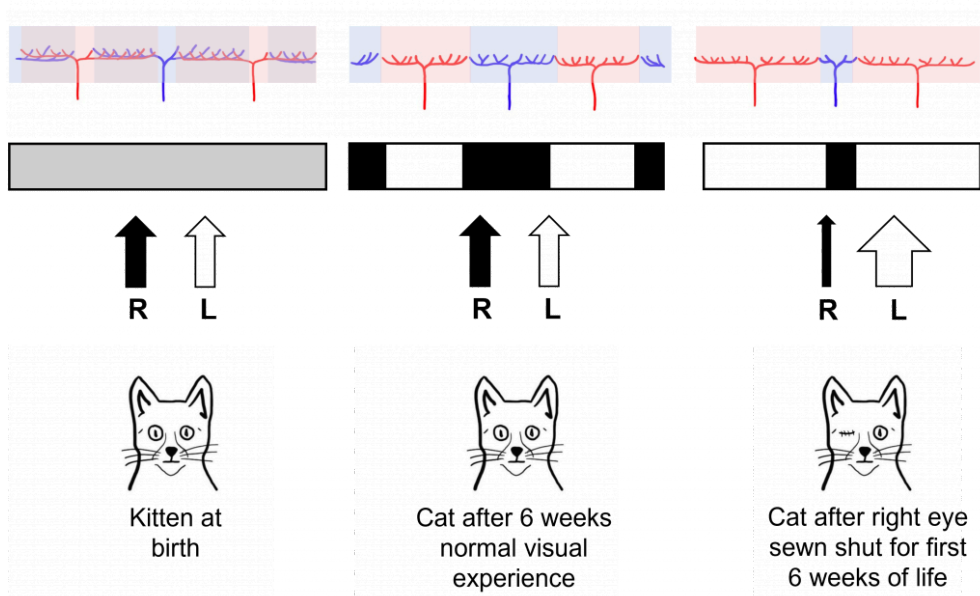 R L
R L
R L
Kitten at
birth
Cat after 6 weeks
normal visual
experience
Cat after right eye
sewn shut for first
6 weeks of life